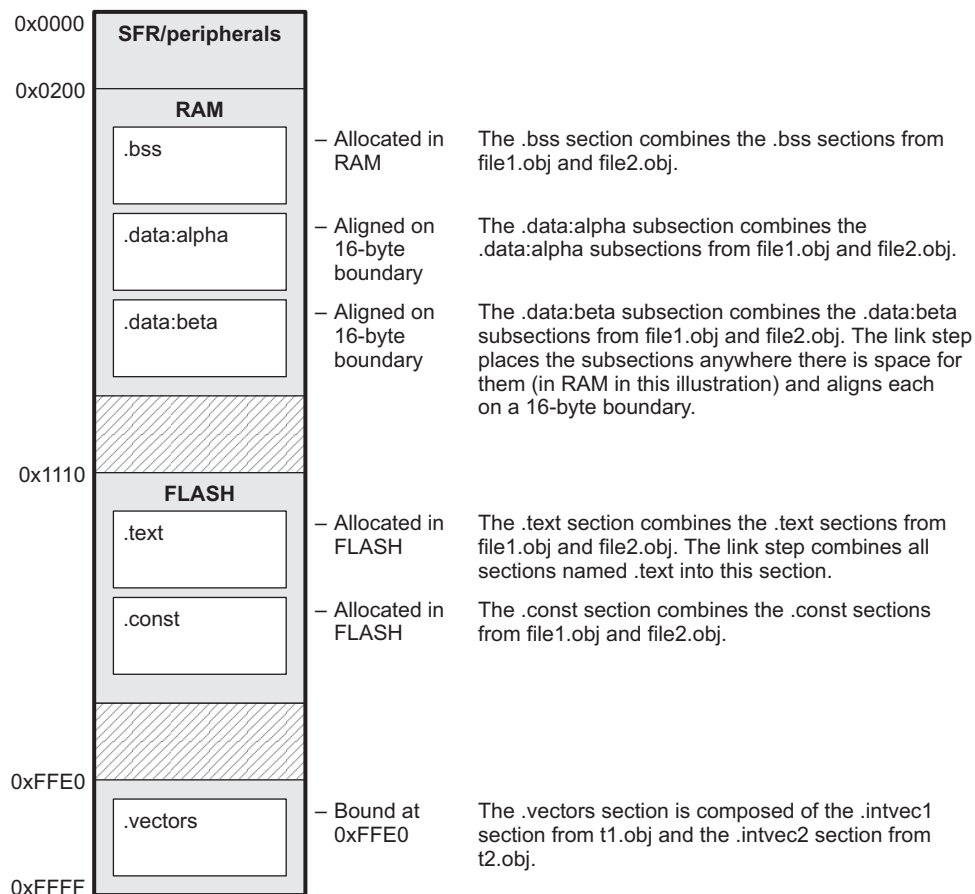 0x0000
SFR/peripherals
0x0200
RAM
.bss
– Allocated in
RAM
The .bss section combines the .bss sections from
file1.obj and file2.obj.
.data:alpha
– Aligned on
16-byte
boundary
The .data:alpha subsection combines the
.data:alpha subsections from file1.obj and file2.obj.
.data:beta
– Aligned on
16-byte
boundary
The .data:beta subsection combines the .data:beta
subsections from file1.obj and file2.obj. The link step
places the subsections anywhere there is space for
them (in RAM in this illustration) and aligns each
on a 16-byte boundary.
0x1110
FLASH
.text
– Allocated in
FLASH
The .text section combines the .text sections from
file1.obj and file2.obj. The link step combines all
sections named .text into this section.
.const
– Allocated in
FLASH
The .const section combines the .const sections
from file1.obj and file2.obj.
0xFFE0
.vectors
– Bound at
0xFFE0
The .vectors section is composed of the .intvec1
section from t1.obj and the .intvec2 section from
t2.obj.
0xFFFF